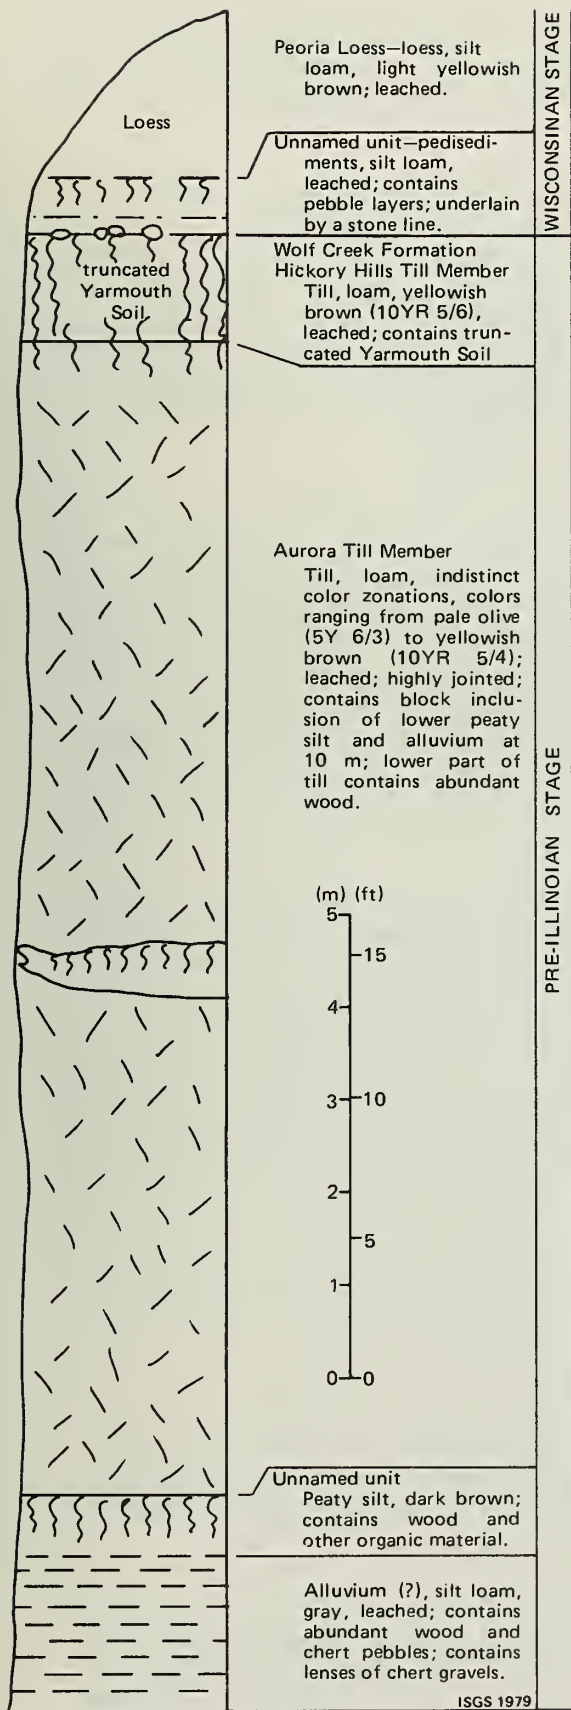 Peoria Loess—loess, silt
loam, light yellowish
brown; leached.
WISCONSINAN STAGE
Loess
Unnamed unit—pedisedi-
ments, silt loam,
leached; contains
pebble layers; underlain
by a stone line.
truncated
Yarmouth
Soil
Wolf Creek Formation
Hickory Hills Till Member
Till, loam, yellowish
brown (10YR 5/6),
leached; contains trun-
cated Yarmouth Soil
Aurora Till Member
Till, loam, indistinct
color zonations, colors
ranging from pale olive
(5Y 6/3) to yellowish
brown (10YR 5/4);
leached; highly jointed;
contains block inclu-
sion of lower peaty
silt and alluvium at
10 m; lower part of
till contains abundant
wood.
PRE-ILLINOIAN STAGE
(m) (ft)
5
15
4
3 10
2
5
1
0 0
Unnamed unit
Peaty silt, dark brown;
contains wood and
other organic material.
Alluvium (?), silt loam,
gray, leached; contains
abundant wood and
chert pebbles; contains
lenses of chert gravels.
ISGS 1979